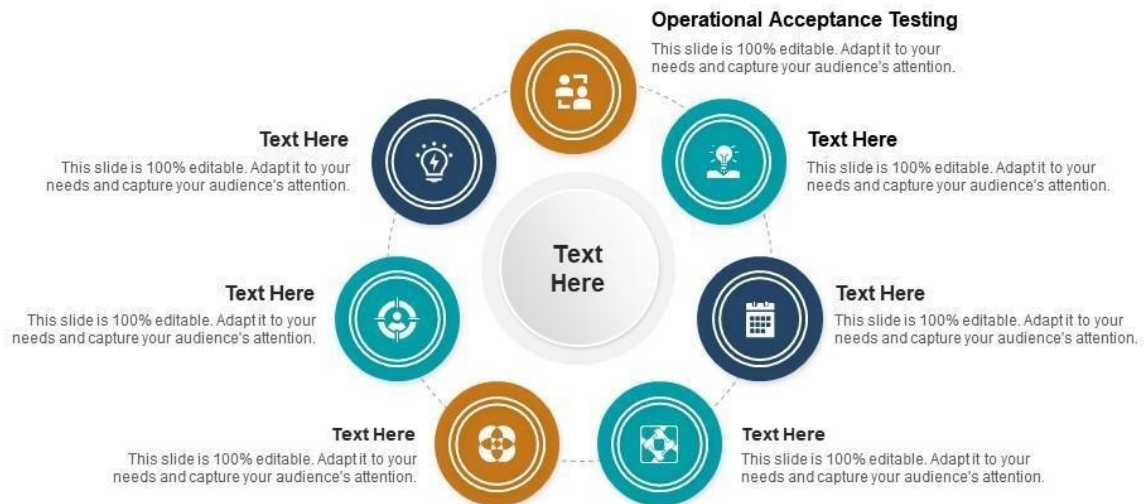 Operational Acceptance Testing
This slide is 100% editable. Adapt it to your
needs and capture your audience's attention.
Text Here
This slide is 100% editable. Adapt it to your
needs and capture your audience's attention.
Text Here
This slide is 100% editable. Adapt it to your
needs and capture your audience's attention.
Text
Here
Text Here
This slide is 100% editable. Adapt it to your
needs and capture your audience's attention.
Text Here
This slide is 100% editable. Adapt it to your
needs and capture your audience's attention.
Text Here
This slide is 100% editable. Adapt it to your
needs and capture your audience's attention.
Text Here
This slide is 100% editable. Adapt it to your
needs and capture your audience's attention.